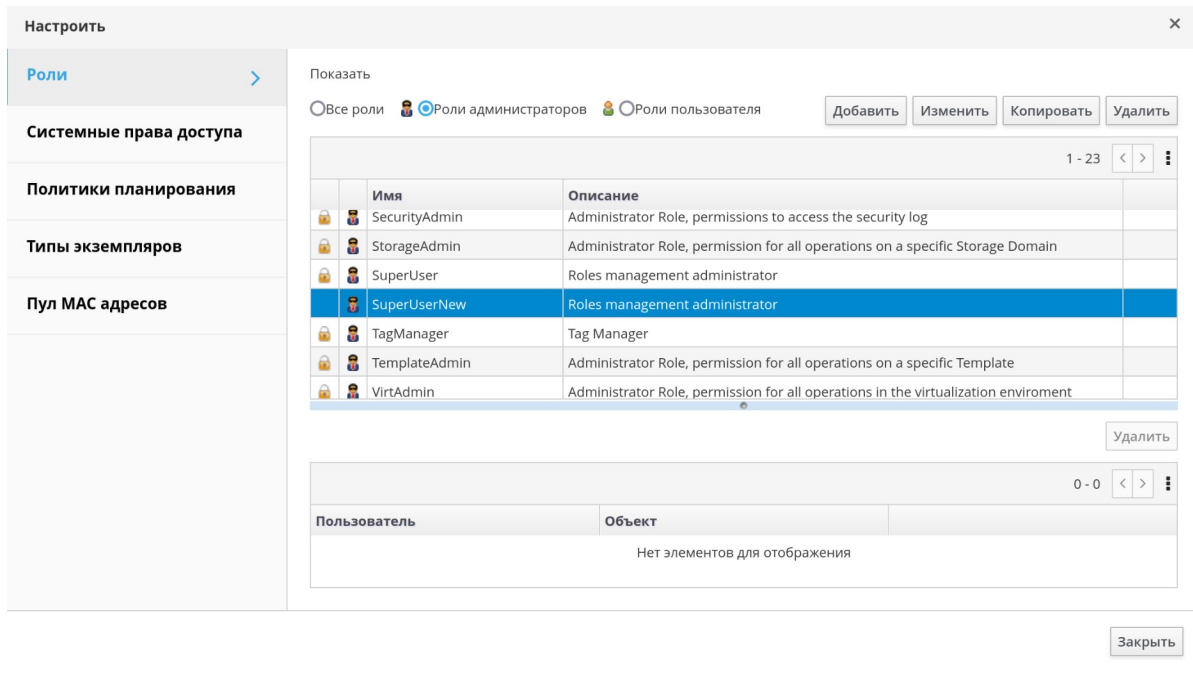 Настроить
Роли
Системные права доступа
Политики планирования
Типы экземпляров
Пул MAC адресов
Показать
Все роли Роли администраторов Роли пользователя Добавить Изменить Копировать Удалить
1 - 23
Имя Описание
SecurityAdmin Administrator Role, permissions to access the security log
StorageAdmin Administrator Role, permission for all operations on a specific Storage Domain
SuperUser Roles management administrator
SuperUserNew Roles management administrator
TagManager Tag Manager
TemplateAdmin Administrator Role, permission for all operations on a specific Template
VirtAdmin Administrator Role, permission for all operations in the virtualization enviroment
Удалить
0 - 0
Пользователь Объект
Нет элементов для отображения
Закрыть